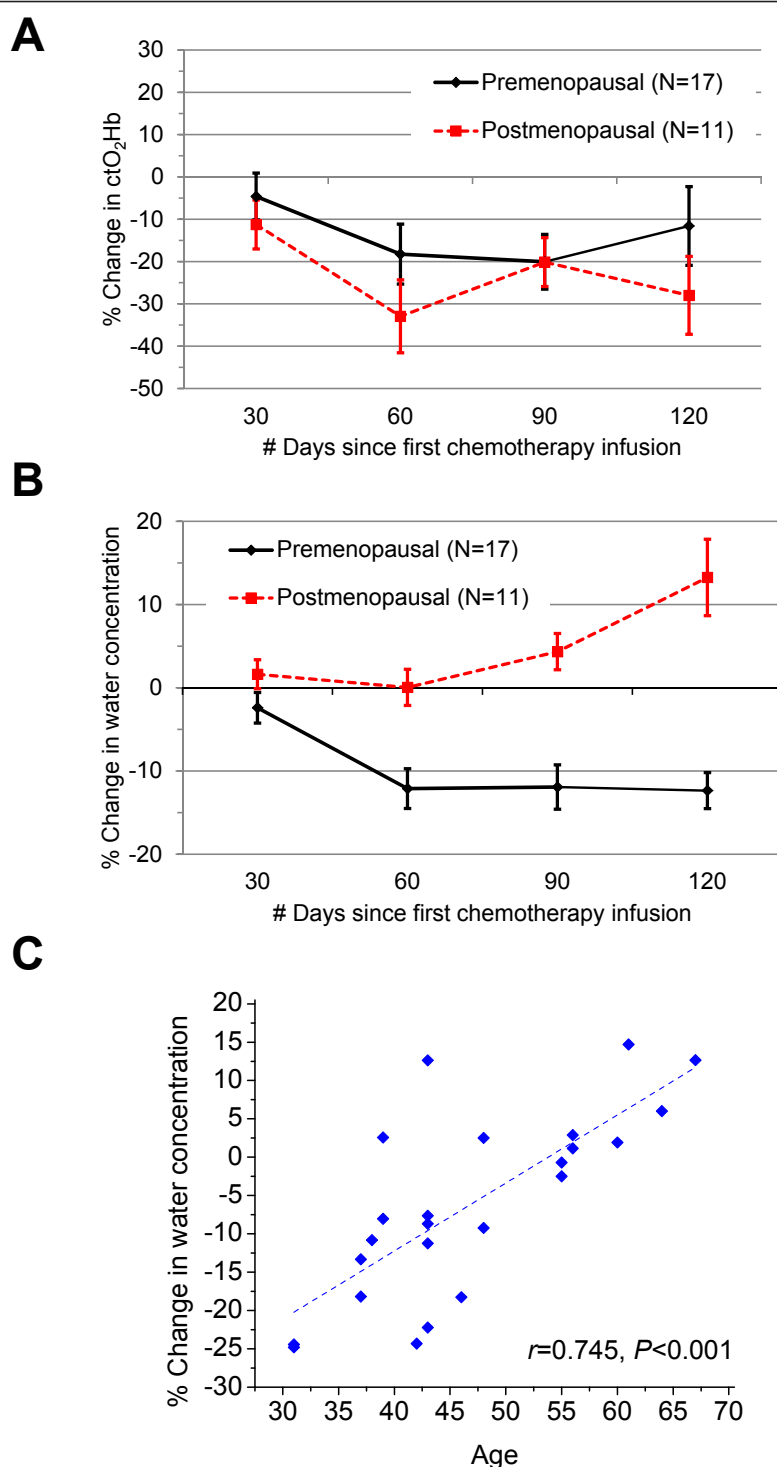 A
30
20
10
0
-10
-20
-30
-40
-50
% Change in ctO₂Hb
Premenopausal (N=17)
Postmenopausal (N=11)
30 60 90 120
# Days since first chemotherapy infusion
B
20
10
0
-10
-20
% Change in water concentration
Premenopausal (N=17)
Postmenopausal (N=11)
30 60 90 120
# Days since first chemotherapy infusion
C
20
15
10
5
0
-5
-10
-15
-20
-25
-30
% Change in water concentration
r=0.745, P<0.001
30 35 40 45 50 55 60 65 70
Age